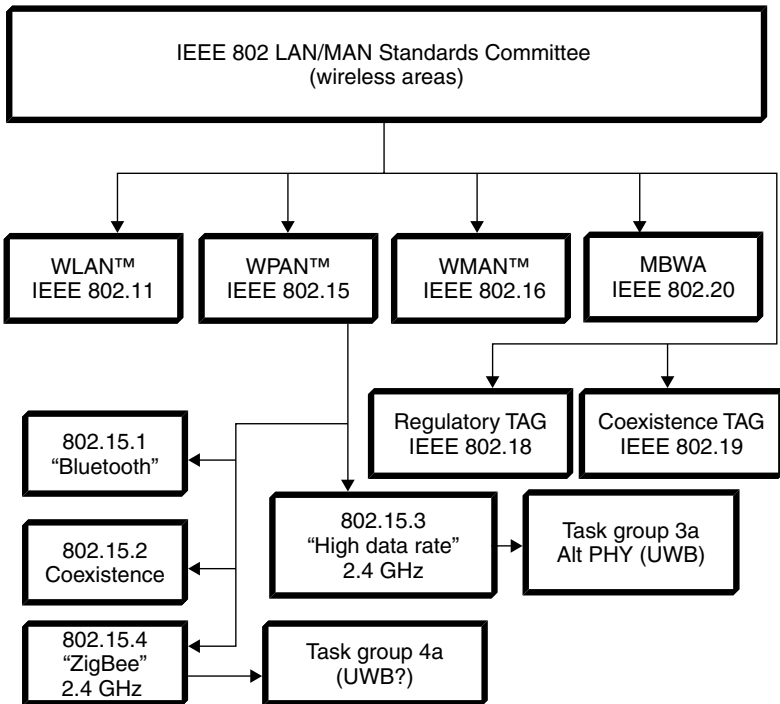 IEEE 802 LAN/MAN Standards Committee
(wireless areas)
WLAN™
IEEE 802.11
WPAN™
IEEE 802.15
WMAN™
IEEE 802.16
MBWA
IEEE 802.20
Regulatory TAG
IEEE 802.18
Coexistence TAG
IEEE 802.19
802.15.1
“Bluetooth”
802.15.3
“High data rate”
2.4 GHz
Task group 3a
Alt PHY (UWB)
802.15.2
Coexistence
802.15.4
“ZigBee”
2.4 GHz
Task group 4a
(UWB?)